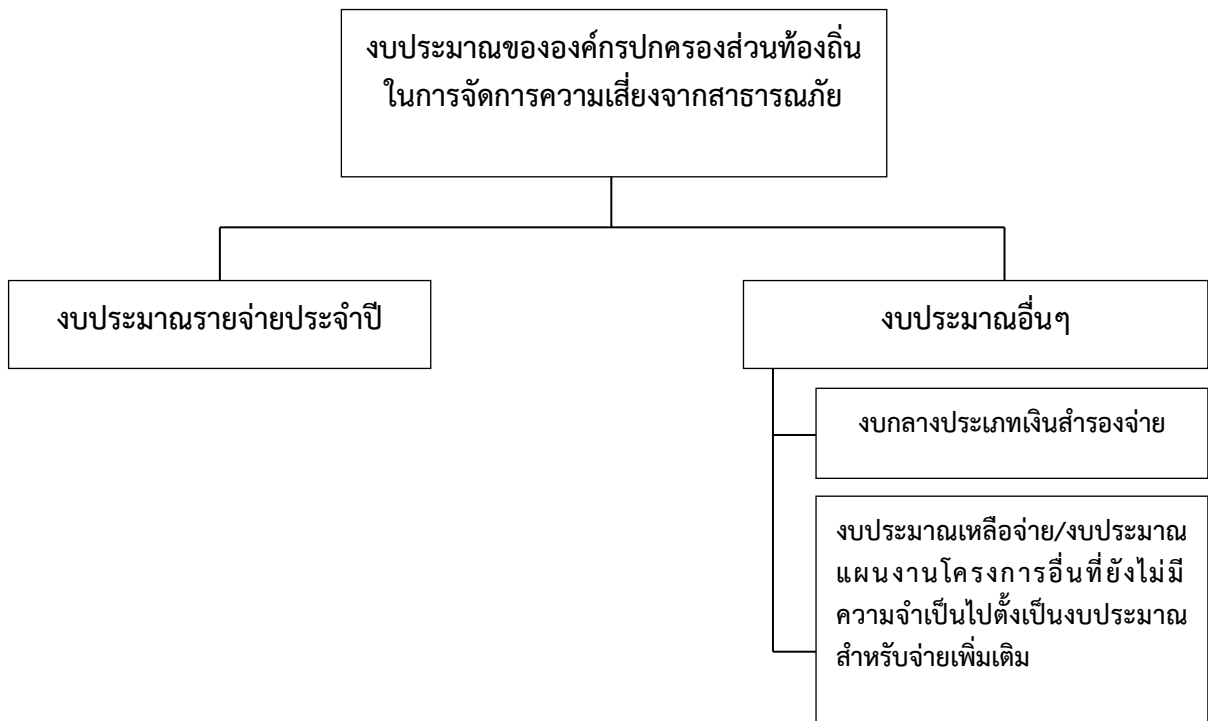 งบประมาณขององค์กรปกครองส่วนท้องถิ่น
ในการจัดการความเสี่ยงจากสาธารณภัย
งบประมาณรายจ่ายประจำปี
งบประมาณอื่นๆ
งบกลางประเภทเงินสำรองจ่าย
งบประมาณเหลือจ่าย/งบประมาณ
แผนงานโครงการอื่นที่ยังไม่มี
ความจำเป็นไปตั้งเป็นงบประมาณ
สำหรับจ่ายเพิ่มเติม